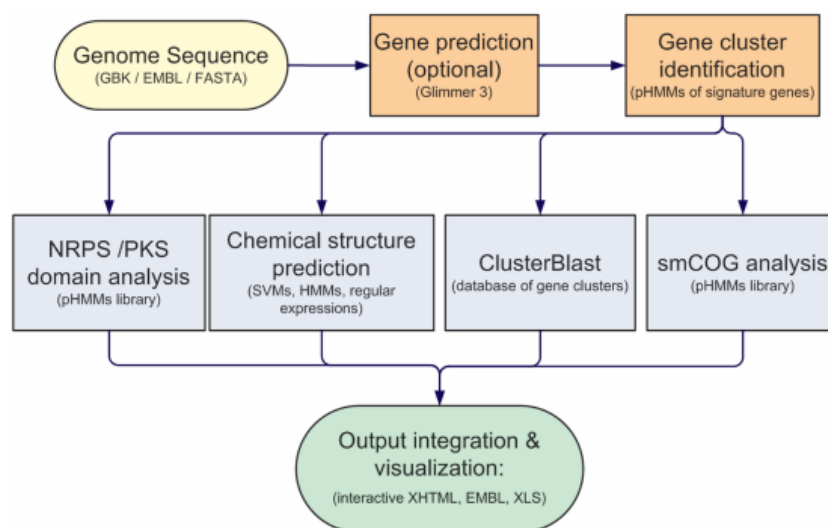 Genome Sequence
(GBK / EMBL / FASTA)
Gene prediction
(optional)
(Glimmer 3)
Gene cluster
identification
(pHMMs of signature genes)
NRPS /PKS
domain analysis
(pHMMs library)
Chemical structure
prediction
(SVMs, HMMs, regular
expressions)
ClusterBlast
(database of gene clusters)
smCOG analysis
(pHMMs library)
Output integration &
visualization:
(interactive XHTML, EMBL, XLS)